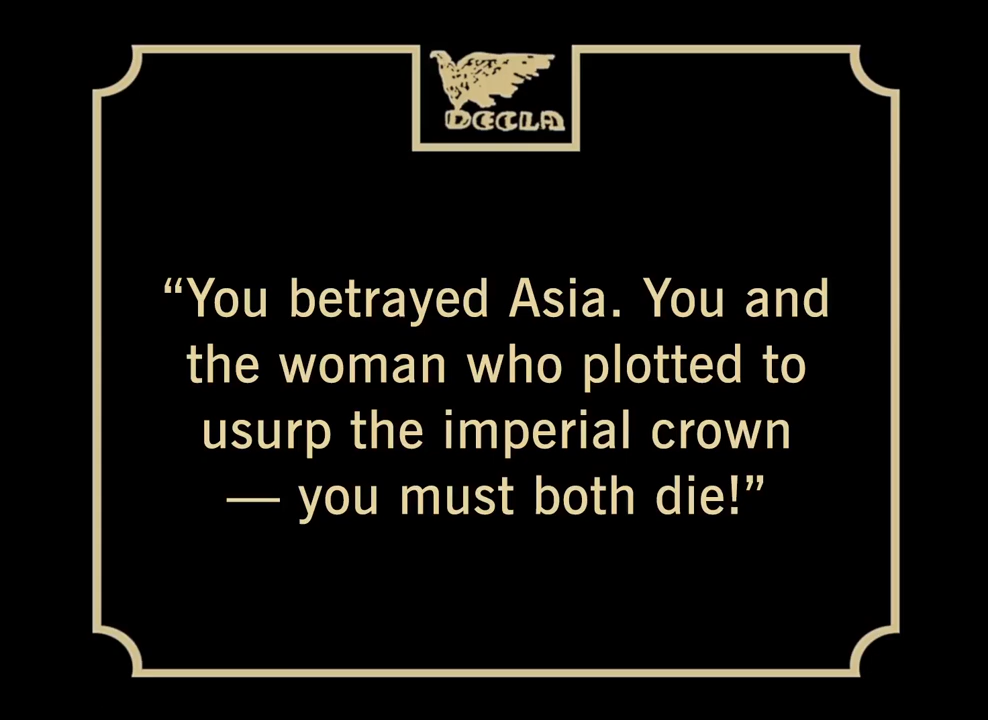 DECLA
“You betrayed Asia. You and
the woman who plotted to
usurp the imperial crown
— you must both die!”